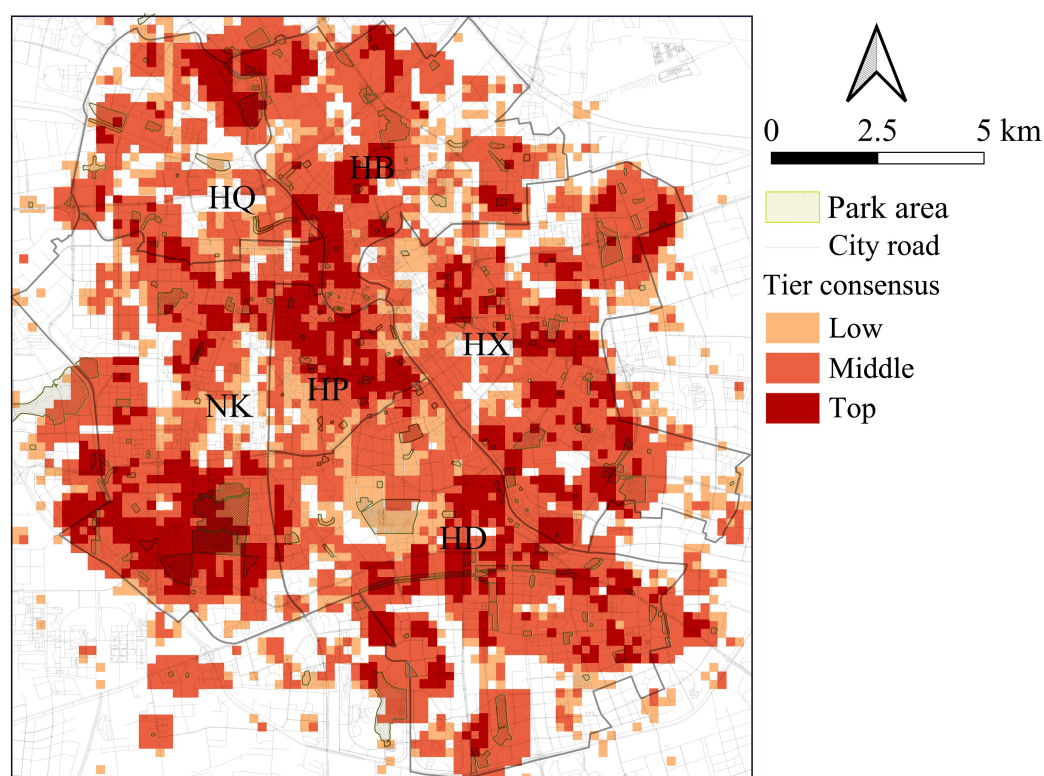 HB
HQ
HX
HP
NK
HD
0 2.5 5 km
Park area
City road
Tier consensus
Low
Middle
Top